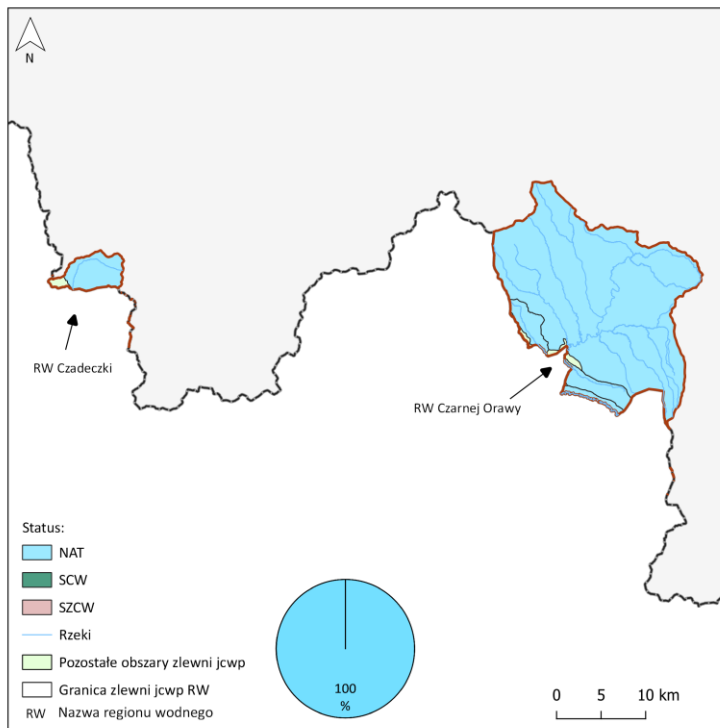 N
RW Czadeczki
RW Czarnej Orawy
Status:
NAT
SCW
SZCW
Rzeki
Pozostałe obszary zlewni jcwp
Granica zlewni jcwp RW
RW Nazwa regionu wodnego
100
%
0 5 10 km